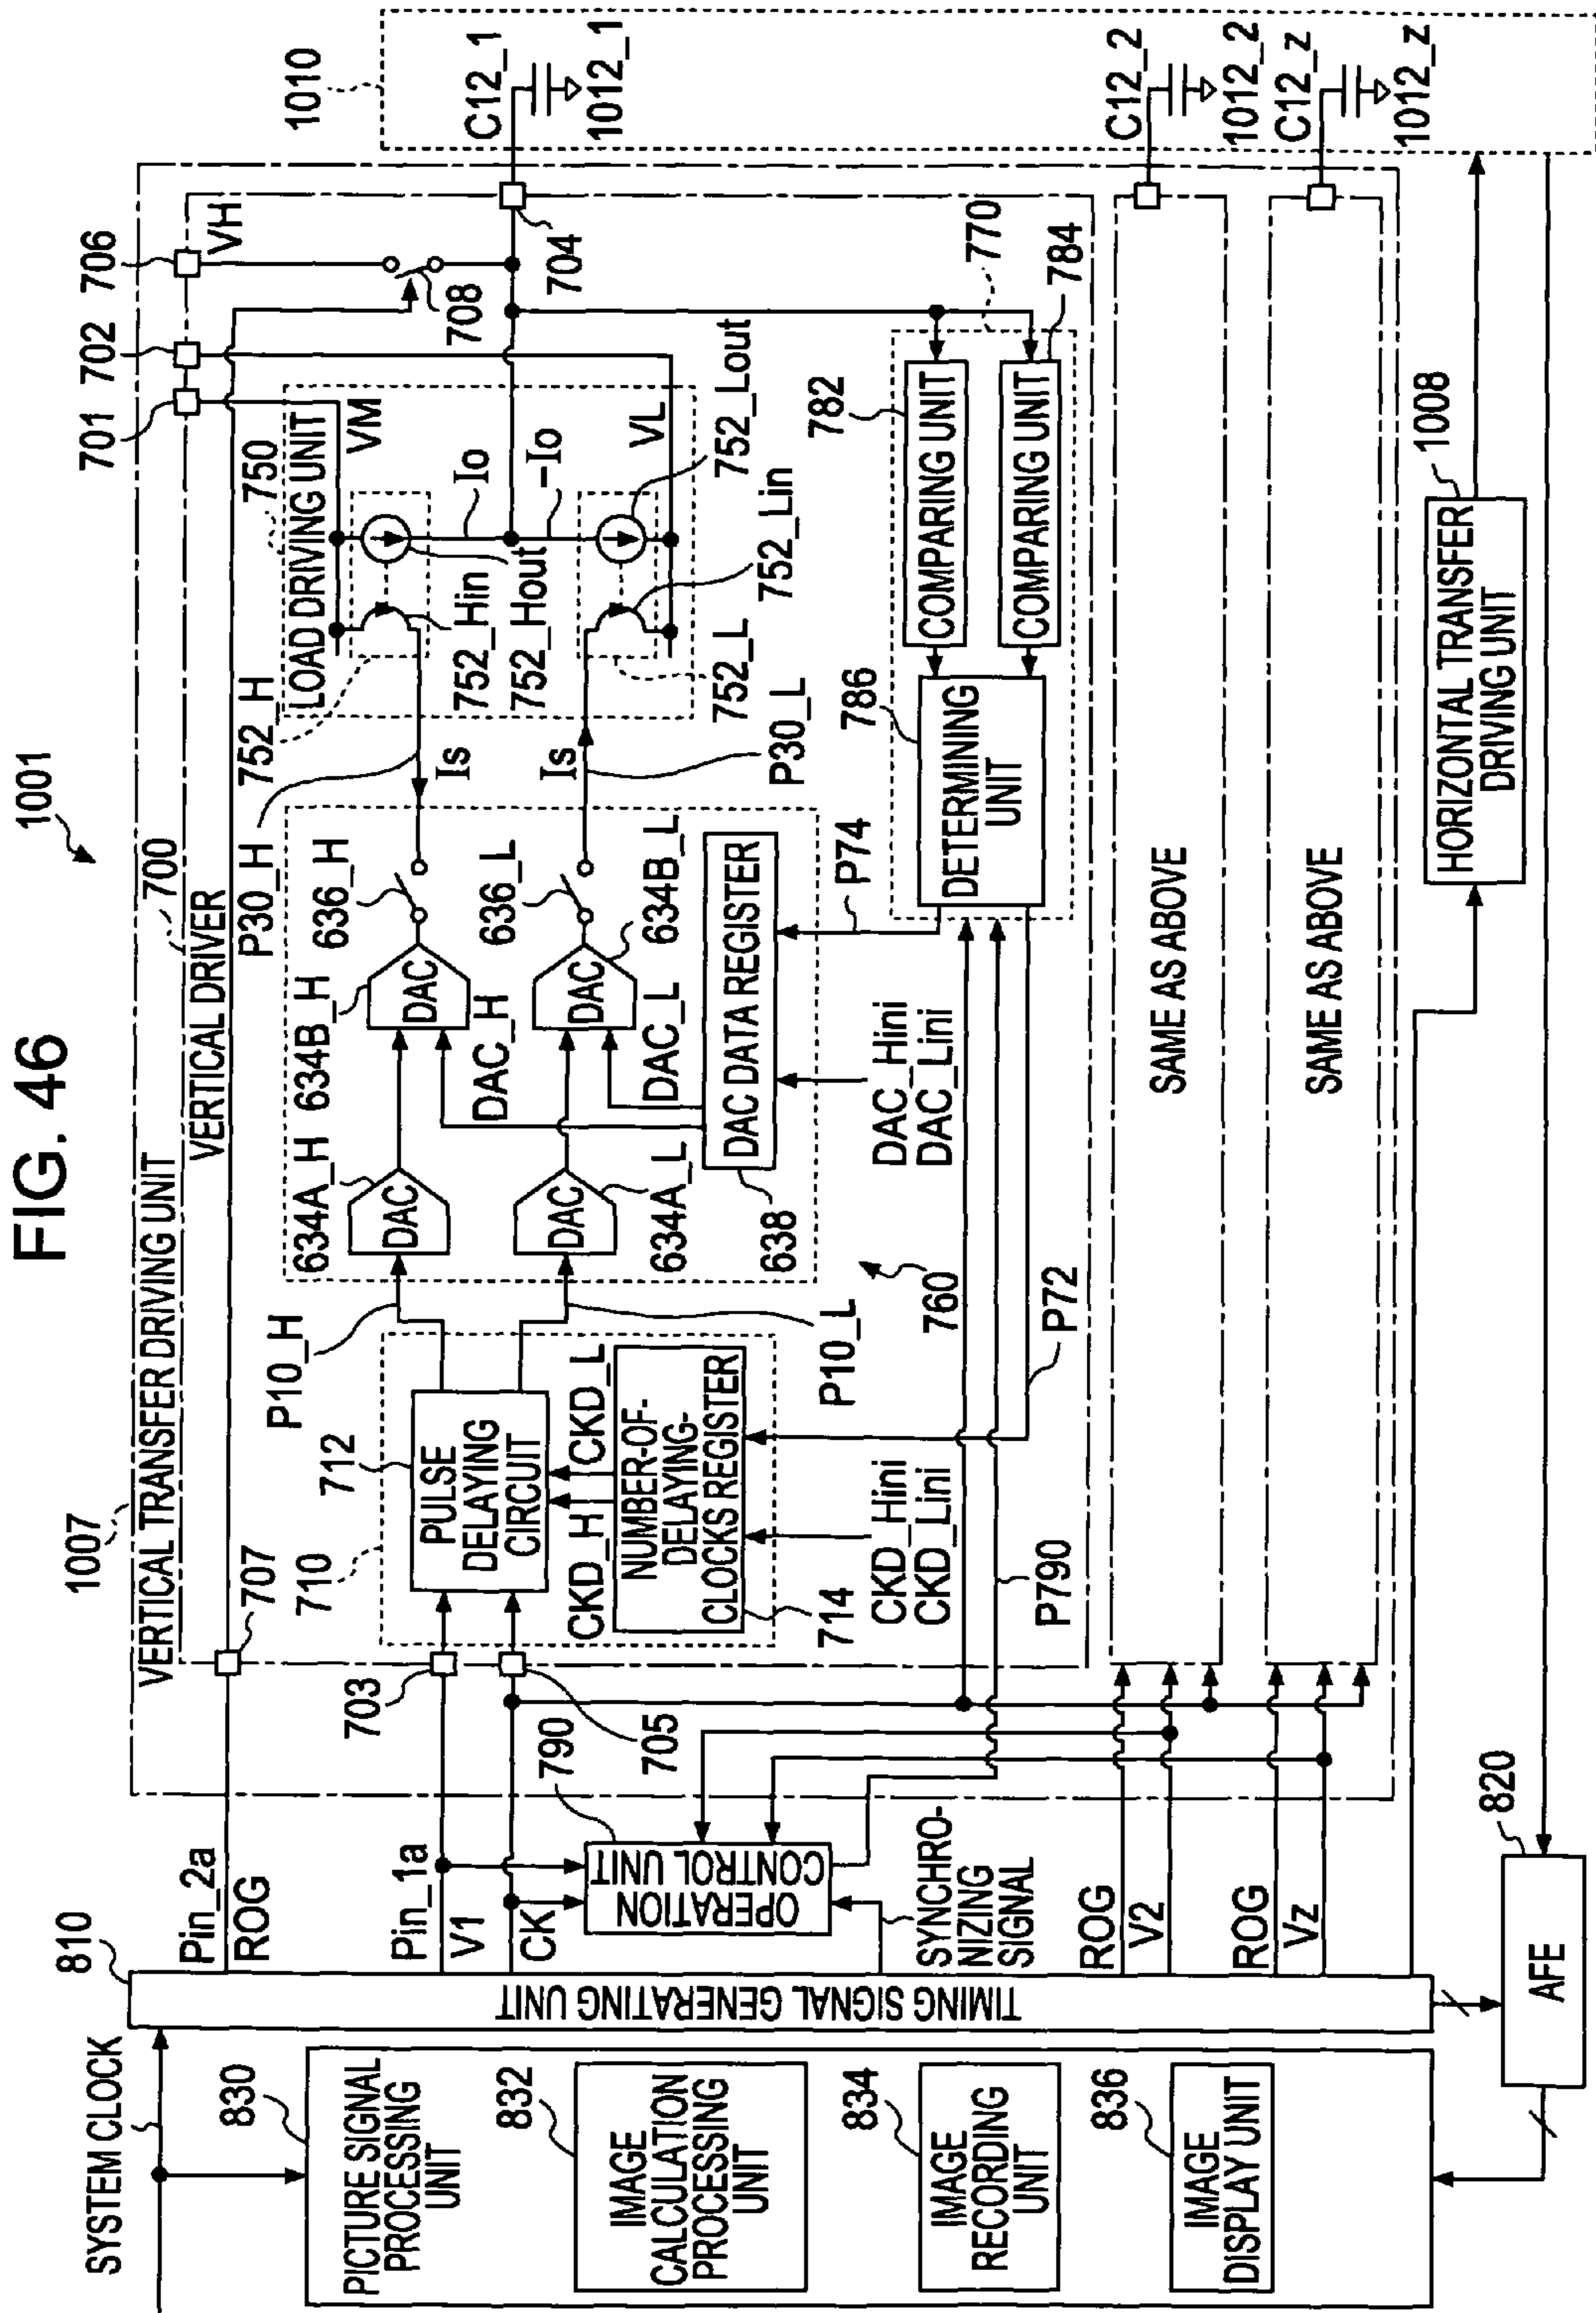 FIG. 46
1001
1007
VERTICAL TRANSFER DRIVING UNIT
700
VERTICAL DRIVER
707
703
705
710
712
PULSE
DELAYING
CIRCUIT
CKD_H
CKD_L
NUMBER-OF-
DELAYING-
CLOCKS REGISTER
714
CKD_Hini
CKD_Lini
P10_H
P10_L
634A_H
634B_H
DAC
DAC
DAC
DAC
634A_L
634B_L
DAC_H
DAC_L
636_H
636_L
638
DAC DATA REGISTER
DAC_Hini
DAC_Lini
760
P30_H
Is
Is
P30_L
752_H
750
LOAD DRIVING UNIT
701
702
706
VH
VM
VL
Io
-Io
752_Hin
752_Hout
752_L
752_Lin
752_Lout
708
704
770
782
COMPARING UNIT
784
COMPARING UNIT
786
DETERMINING
UNIT
P74
P72
P790
SAME AS ABOVE
SAME AS ABOVE
1010
C12_1
1012_1
C12_2
1012_2
C12_z
1012_z
1008
HORIZONTAL TRANSFER
DRIVING UNIT
SYSTEM CLOCK
810
TIMING SIGNAL GENERATING UNIT
Pin_2a
ROG
Pin_1a
V1
CK
790
OPERATION
CONTROL UNIT
SYNCHRO-
NIZING
SIGNAL
ROG
V2
ROG
Vz
820
AFE
830
PICTURE SIGNAL
PROCESSING
UNIT
832
IMAGE
CALCULATION
PROCESSING
UNIT
834
IMAGE
RECORDING
UNIT
836
IMAGE
DISPLAY UNIT